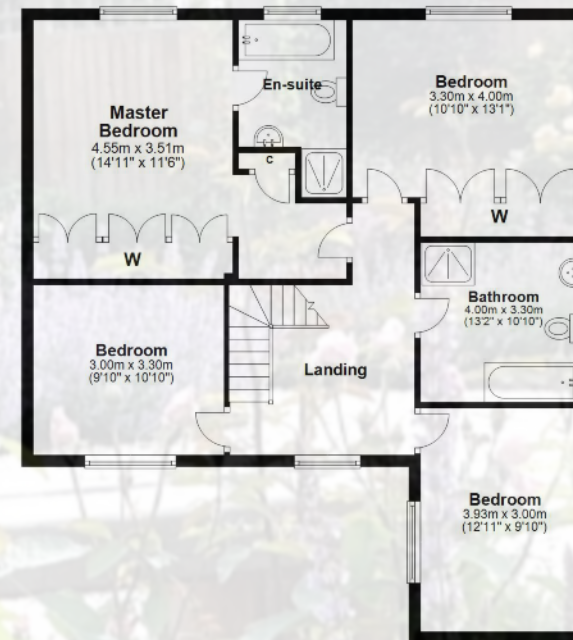 Master
Bedroom
4.55m x 3.51m
(14'11" x 11'6")
En-suite
Bedroom
3.30m x 4.00m
(10'10" x 13'1")
C
W
W
Bedroom
3.00m x 3.30m
(9'10" x 10'10")
Landing
Bathroom
4.00m x 3.30m
(13'2" x 10'10")
Bedroom
3.93m x 3.00m
(12'11" x 9'10")